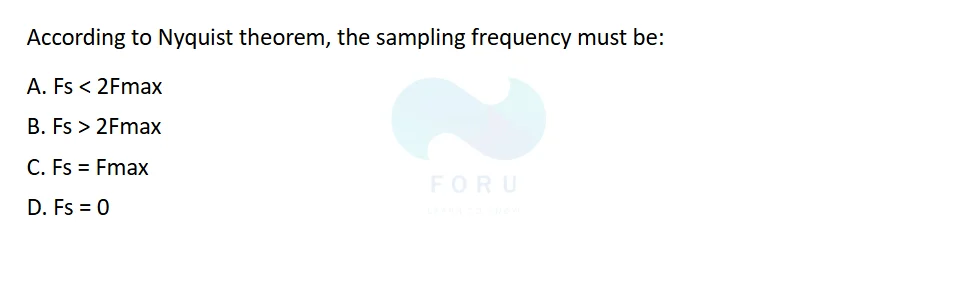 According to Nyquist theorem, the sampling frequency must be:
A. Fs < 2Fmax
B. Fs > 2Fmax
C. Fs = Fmax
D. Fs = 0
FORU